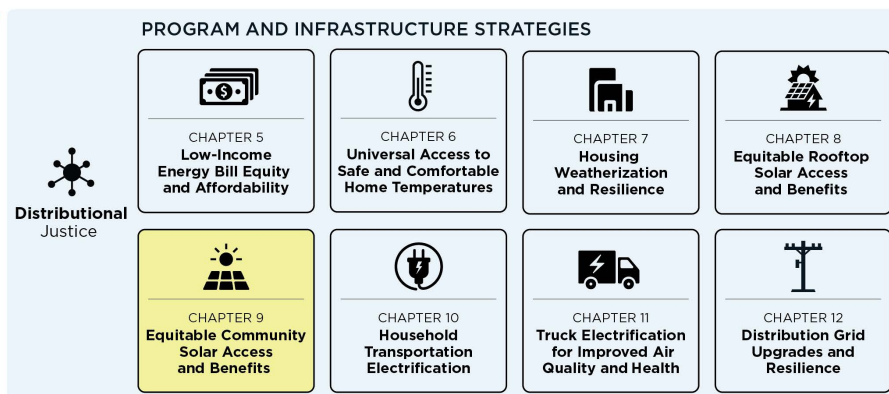 PROGRAM AND INFRASTRUCTURE STRATEGIES
Distributional
Justice
$
CHAPTER 5
Low-Income
Energy Bill Equity
and Affordability
CHAPTER 6
Universal Access to
Safe and Comfortable
Home Temperatures
CHAPTER 7
Housing
Weatherization
and Resilience
CHAPTER 8
Equitable Rooftop
Solar Access
and Benefits
CHAPTER 9
Equitable Community
Solar Access
and Benefits
CHAPTER 10
Household
Transportation
Electrification
CHAPTER 11
Truck Electrification
for Improved Air
Quality and Health
CHAPTER 12
Distribution Grid
Upgrades and
Resilience